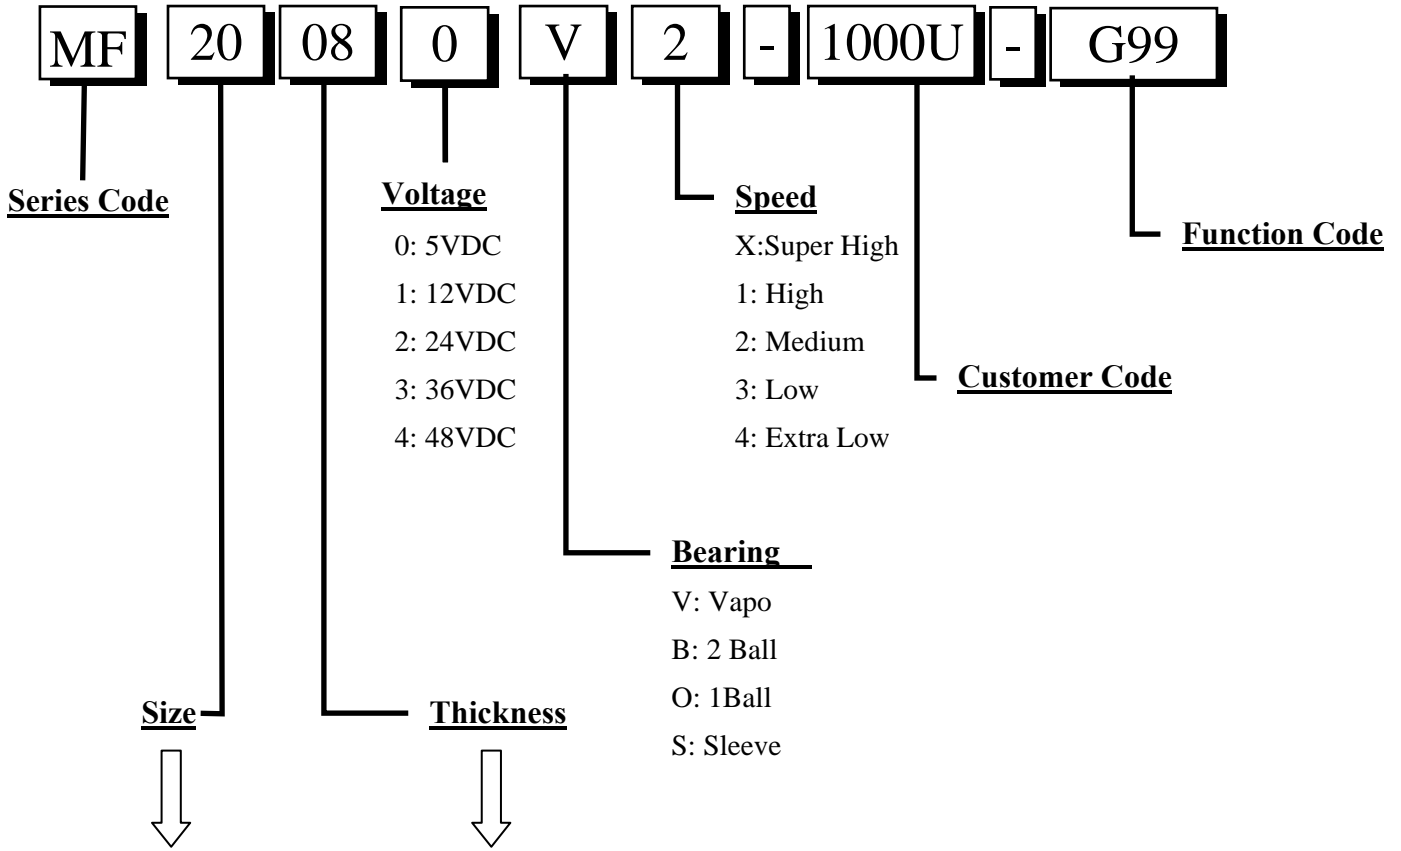 MF 20 08 0 V 2 - 1000U - G99
Series Code
Voltage
0: 5VDC
1: 12VDC
2: 24VDC
3: 36VDC
4: 48VDC
Speed
X:Super High
1: High
2: Medium
3: Low
4: Extra Low
Function Code
Customer Code
Bearing
V: Vapo
B: 2 Ball
O: 1Ball
S: Sleeve
Size
Thickness